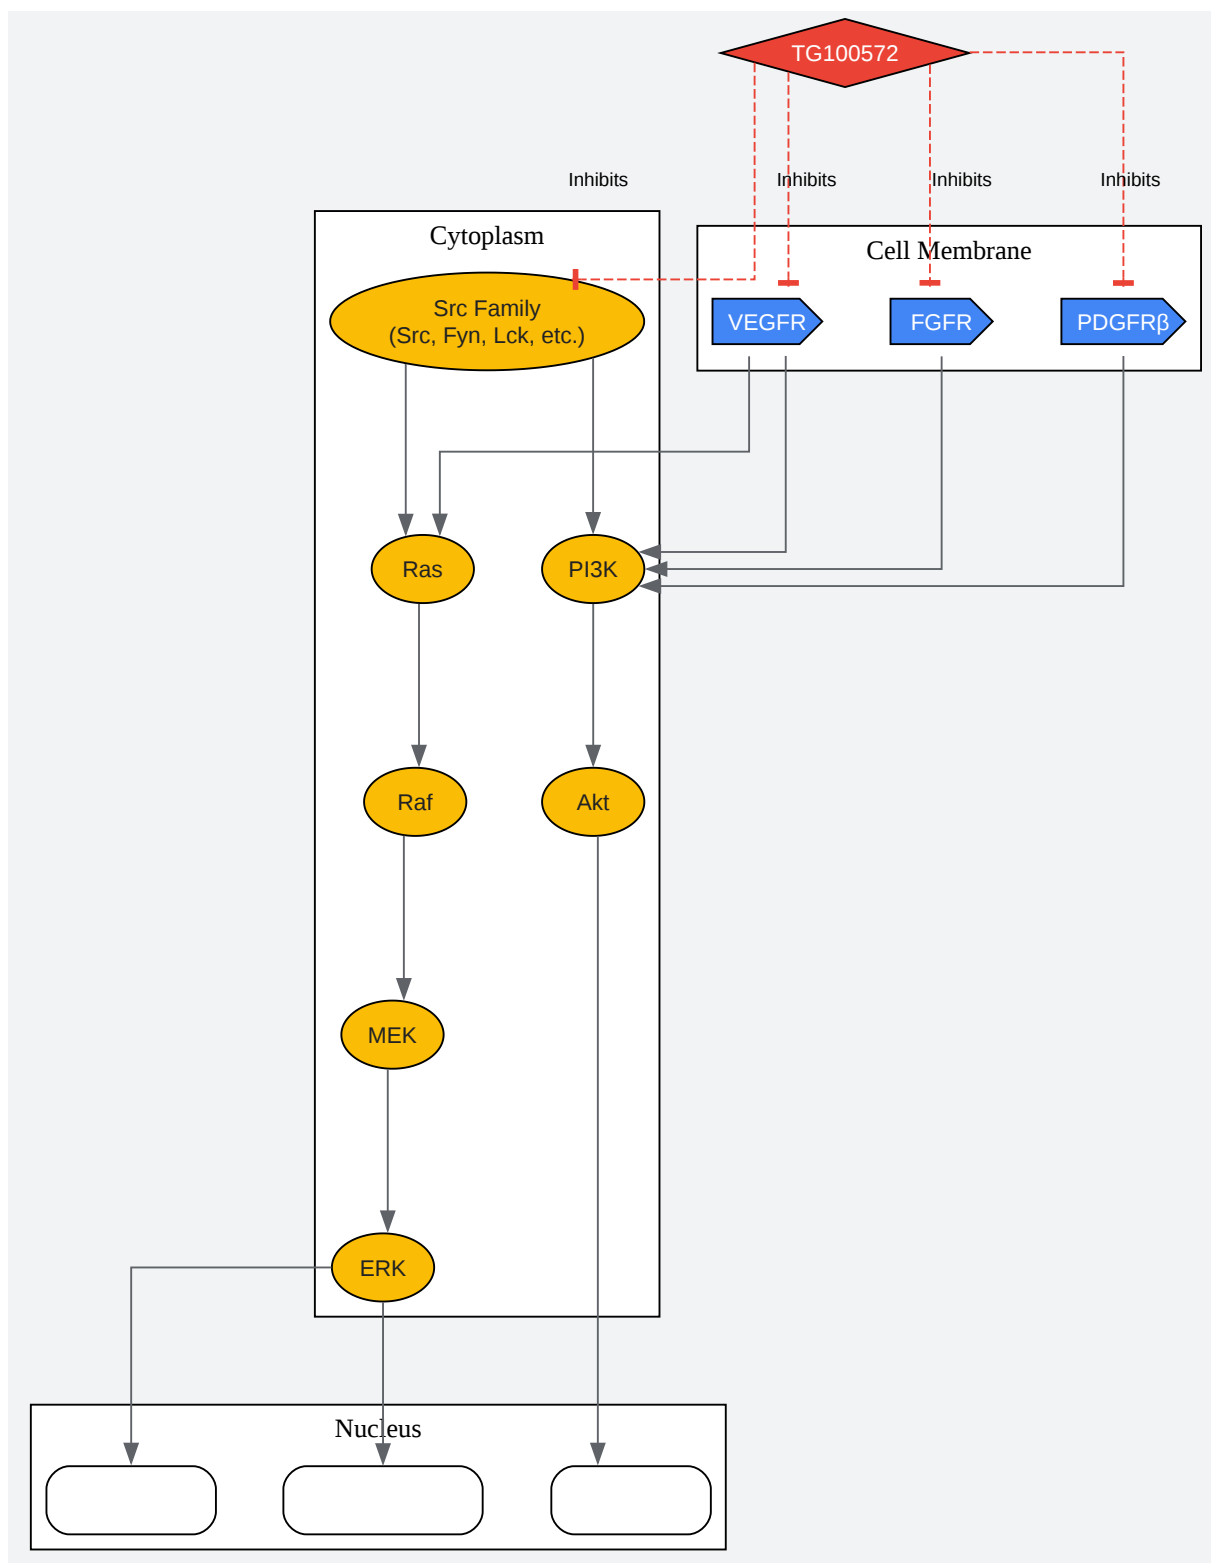 TG100572
Inhibits
Inhibits
Inhibits
Inhibits
Cytoplasm
Cell Membrane
Src Family
(Src, Fyn, Lck, etc.)
VEGFR
FGFR
PDGFRβ
Ras
PI3K
Raf
Akt
MEK
ERK
Nucleus